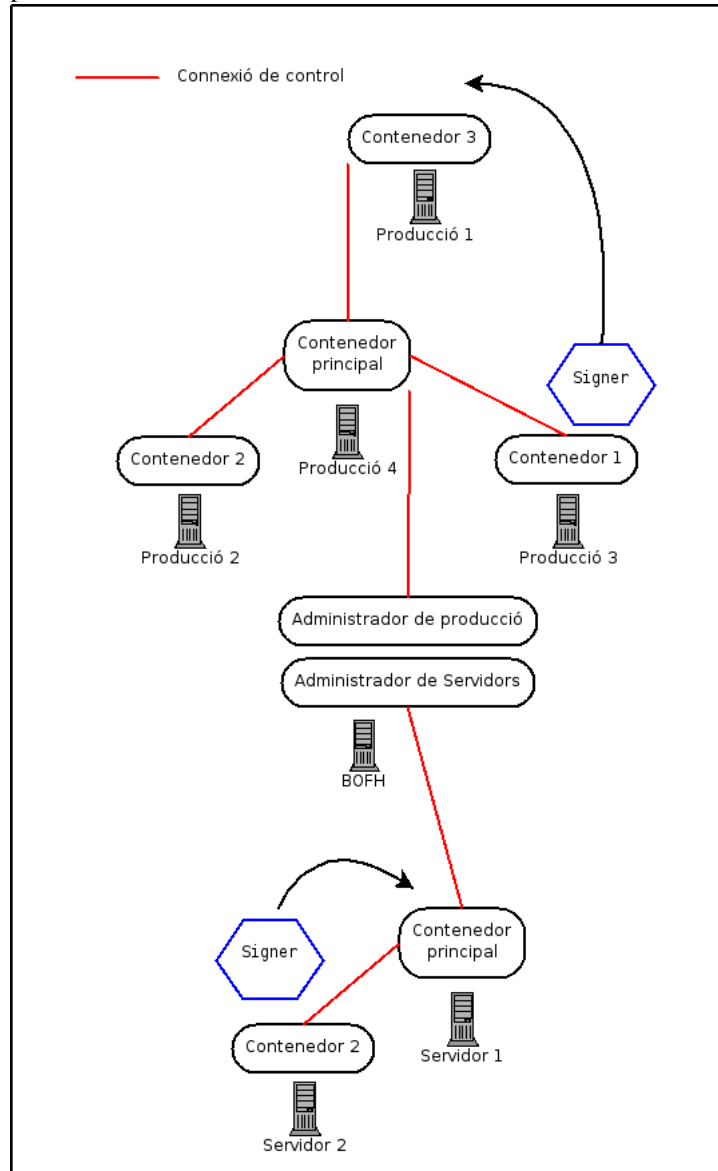 Connexió de control
Contenedor 3
Producció 1
Contenedor
principal
Signer
Contenedor 2
Producció 4
Contenedor 1
Producció 2
Producció 3
Administrador de producció
Administrador de Servidors
BOFH
Contenedor
principal
Signer
Contenedor 2
Servidor 1
Servidor 2